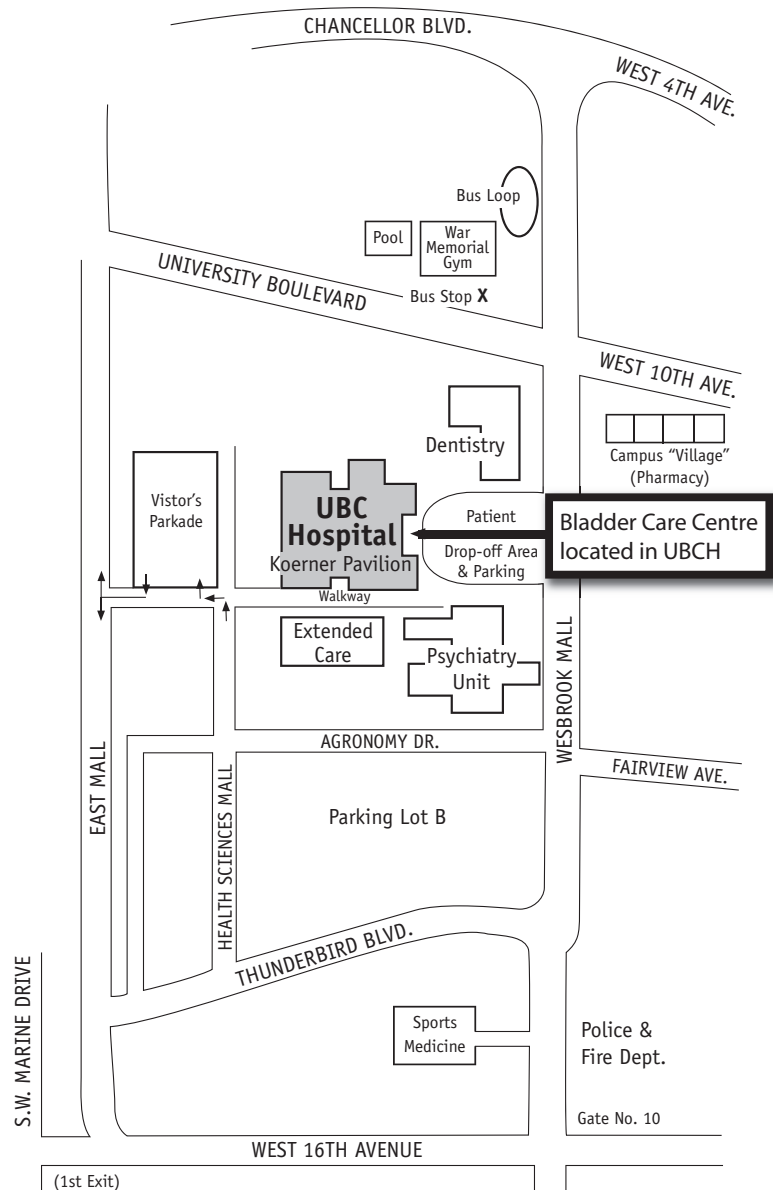 CHANCELLOR BLVD.
WEST 4TH AVE.
Bus Loop
Pool
War
Memorial
Gym
UNIVERSITY BOULEVARD
Bus Stop X
WEST 10TH AVE.
Dentistry
Campus "Village"
(Pharmacy)
Vistor's
Parkade
UBC
Hospital
Koerner Pavilion
Patient
Drop-off Area
& Parking
Bladder Care Centre
located in UBCH
Walkway
Extended
Care
Psychiatry
Unit
WESBROOK MALL
AGRONOMY DR.
FAIRVIEW AVE.
EAST MALL
HEALTH SCIENCES MALL
Parking Lot B
THUNDERBIRD BLVD.
S.W. MARINE DRIVE
Sports
Medicine
Police &
Fire Dept.
Gate No. 10
WEST 16TH AVENUE
(1st Exit)